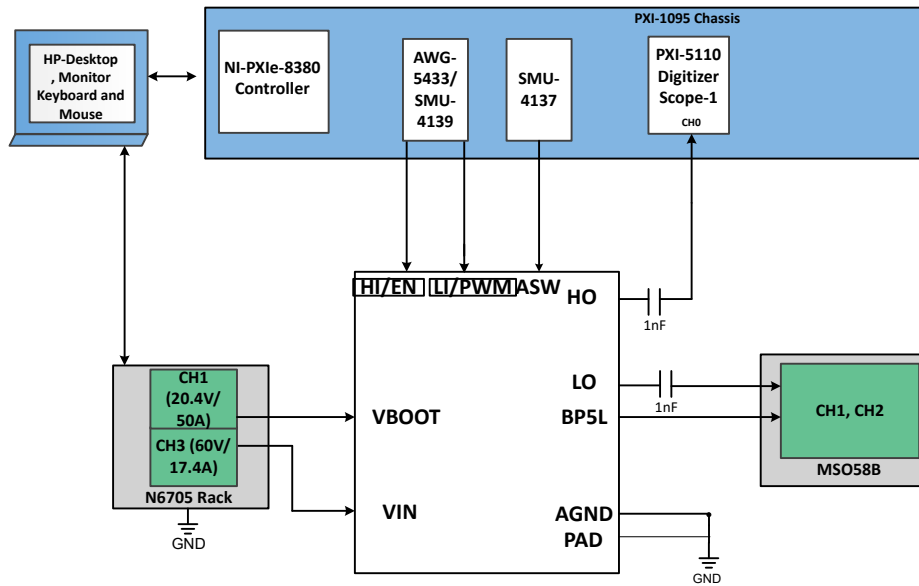 PXI-1095 Chassis
HP-Desktop
, Monitor
Keyboard and
Mouse
NI-PXIe-8380
Controller
AWG-
5433/
SMU-
4139
SMU-
4137
PXI-5110
Digitizer
Scope-1
CH0
HI/EN LI/PWM ASW
HO
1nF
LO
1nF
BP5L
CH1, CH2
MSO58B
CH1
(20.4V/
50A)
CH3 (60V/
17.4A)
N6705 Rack
GND
VBOOT
VIN
AGND
PAD
GND